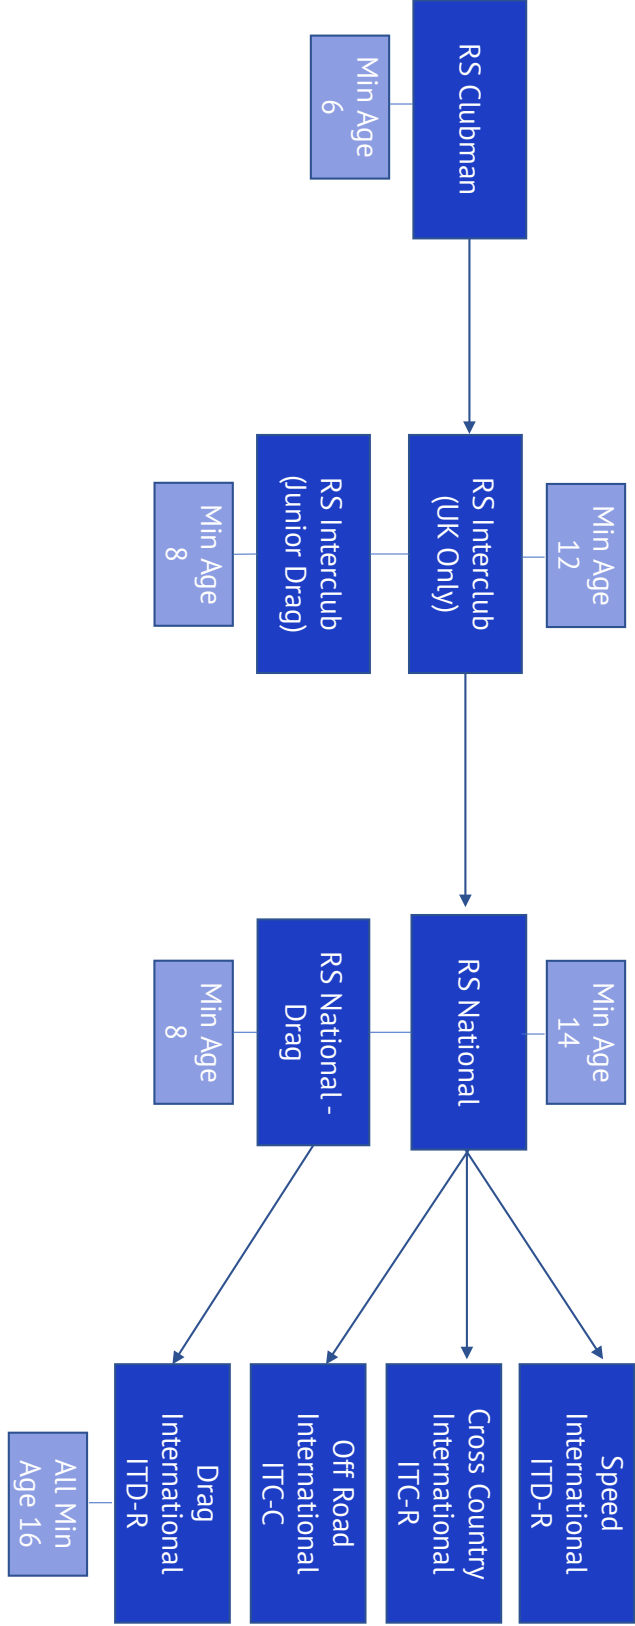 RS Clubman
Min Age
6
Min Age
12
RS Interclub
(UK Only)
RS Interclub
(Junior Drag)
Min Age
8
Min Age
14
RS National
RS National -
Drag
Min Age
8
Speed
International
ITD-R
Cross Country
International
ITC-R
Off Road
International
ITC-C
Drag
International
ITD-R
All Min
Age 16